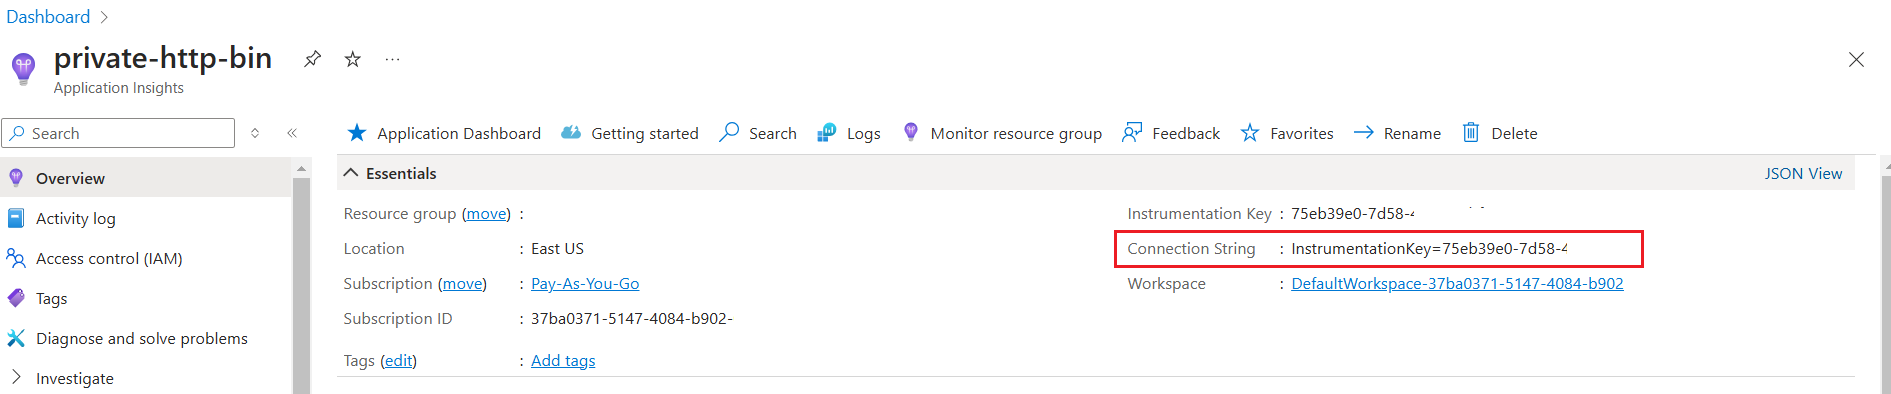 Dashboard
private-http-bin
Application Insights
Search
Application Dashboard Getting started Search Logs Monitor resource group Feedback Favorites Rename Delete
Overview
Activity log
Access control (IAM)
Tags
Diagnose and solve problems
Investigate
Essentials JSON View
Resource group (move) :
Location : East US
Subscription (move) : Pay-As-You-Go
Subscription ID : 37ba0371-5147-4084-b902-
Tags (edit) : Add tags
Instrumentation Key : 75eb39e0-7d58-4
Connection String : InstrumentationKey=75eb39e0-7d58-4
Workspace : DefaultWorkspace-37ba0371-5147-4084-b902